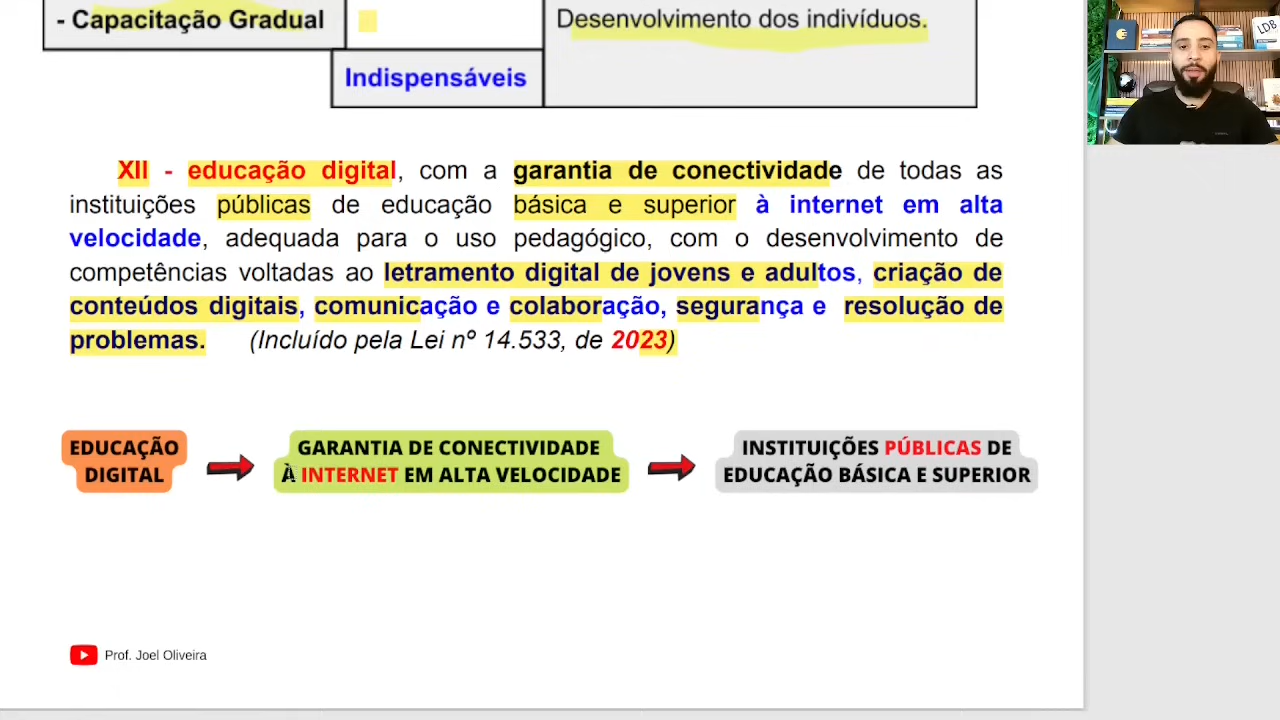 - Capacitação Gradual
Desenvolvimento dos indivíduos.
Indispensáveis
XII - educação digital, com a garantia de conectividade de todas as
instituições públicas de educação básica e superior à internet em alta
velocidade, adequada para o uso pedagógico, com o desenvolvimento de
competências voltadas ao letramento digital de jovens e adultos, criação de
conteúdos digitais, comunicação e colaboração, segurança e resolução de
problemas. (Incluído pela Lei nº 14.533, de 2023)
EDUCAÇÃO
DIGITAL
GARANTIA DE CONECTIVIDADE
À INTERNET EM ALTA VELOCIDADE
INSTITUIÇÕES PÚBLICAS DE
EDUCAÇÃO BÁSICA E SUPERIOR
Prof. Joel Oliveira
LDB